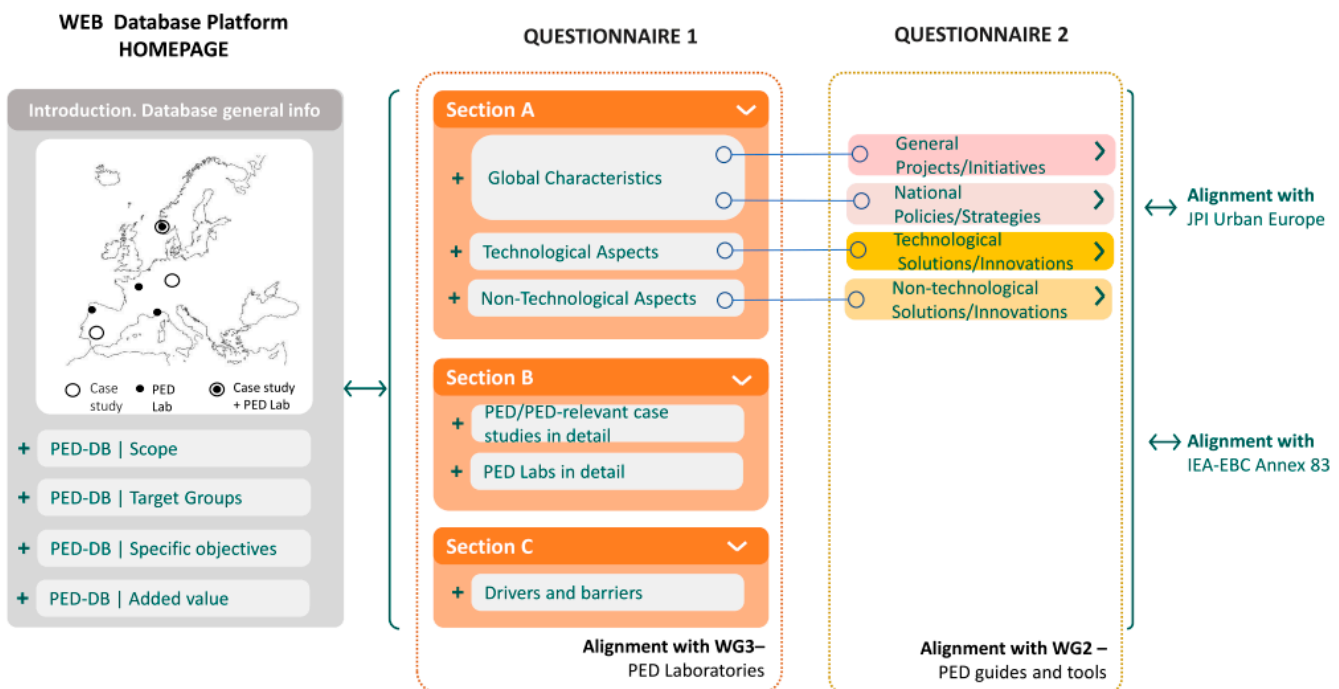 WEB Database Platform
HOMEPAGE
Introduction. Database general info
Case
study
PED
Lab
Case study
+ PED Lab
+ PED-DB | Scope
+ PED-DB | Target Groups
+ PED-DB | Specific objectives
+ PED-DB | Added value
QUESTIONNAIRE 1
Section A
+ Global Characteristics
+ Technological Aspects
+ Non-Technological Aspects
Section B
+ PED/PED-relevant case
studies in detail
+ PED Labs in detail
Section C
+ Drivers and barriers
Alignment with WG3–
PED Laboratories
QUESTIONNAIRE 2
General
Projects/Initiatives
National
Policies/Strategies
Technological
Solutions/Innovations
Non-technological
Solutions/Innovations
Alignment with WG2 –
PED guides and tools
Alignment with
JPI Urban Europe
Alignment with
IEA-EBC Annex 83